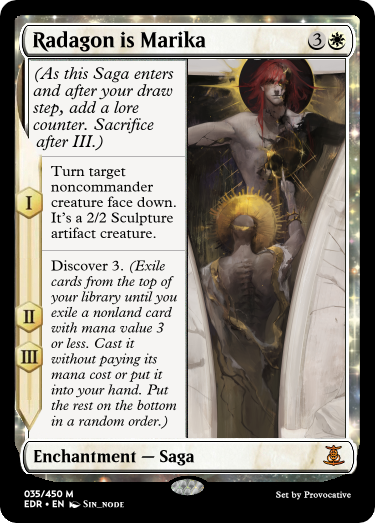 Radagon is Marika 3
(As this Saga enters
and after your draw
step, add a lore
counter. Sacrifice
after III.)
I
Turn target
noncommander
creature face down.
It's a 2/2 Sculpture
artifact creature.
II
III
Discover 3. (Exile
cards from the top of
your library until you
exile a nonland card
with mana value 3
or less. Cast it
without paying its
mana cost or put it
into your hand. Put
the rest on the bottom
in a random order.)
Enchantment — Saga
035/450 M
EDR • EN Sin_node
Set by Provocative